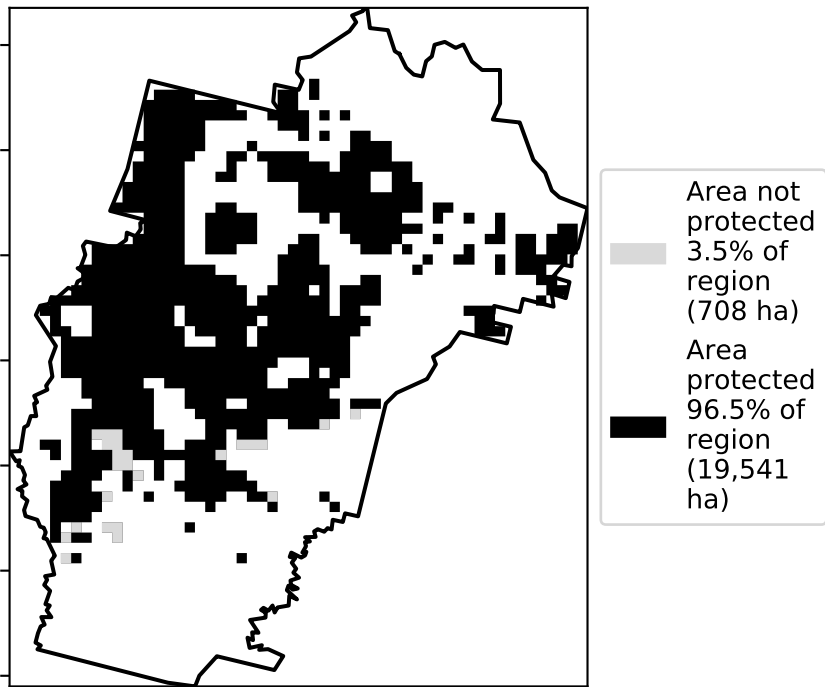 Area not
protected
3.5% of
region
(708 ha)
Area
protected
96.5% of
region
(19,541
ha)